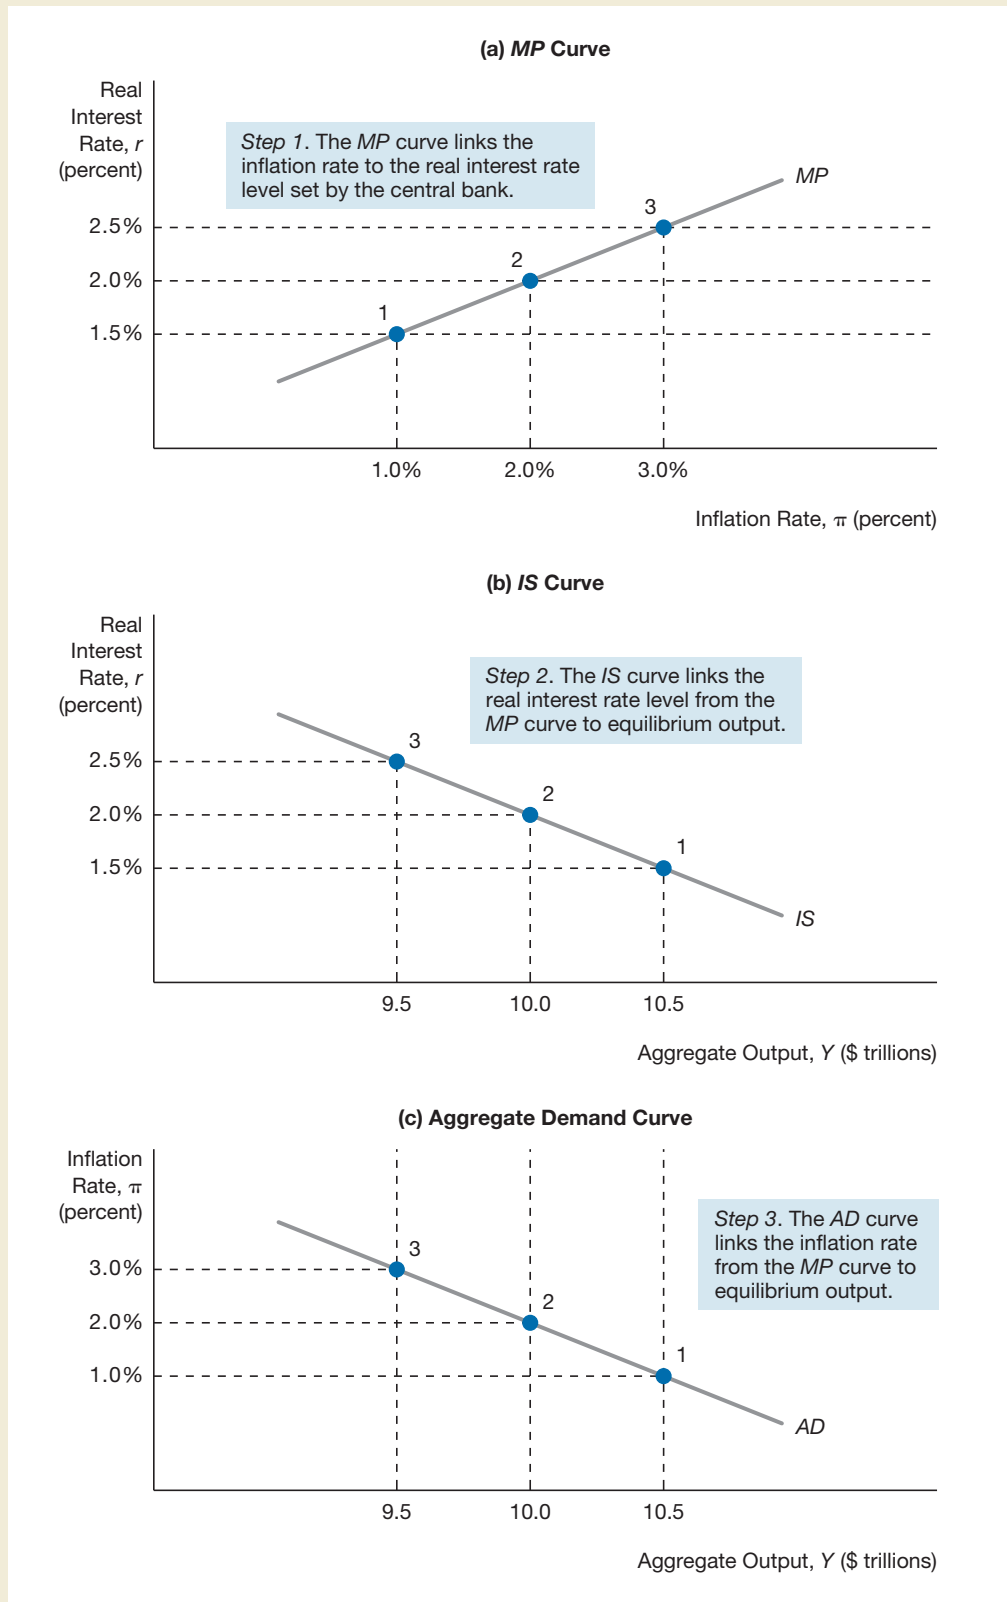 (a) MP Curve
Real
Interest
Rate, r
(percent)
Step 1. The MP curve links the
inflation rate to the real interest rate
level set by the central bank.
MP
3
2.5%
2
2.0%
1
1.5%
1.0% 2.0% 3.0%
Inflation Rate, π (percent)
(b) IS Curve
Real
Interest
Rate, r
(percent)
Step 2. The IS curve links the
real interest rate level from the
MP curve to equilibrium output.
3
2.5%
2
2.0%
1
1.5%
IS
9.5 10.0 10.5
Aggregate Output, Y ($ trillions)
(c) Aggregate Demand Curve
Inflation
Rate, π
(percent)
Step 3. The AD curve
links the inflation rate
from the MP curve to
equilibrium output.
3
3.0%
2
2.0%
1
1.0%
AD
9.5 10.0 10.5
Aggregate Output, Y ($ trillions)